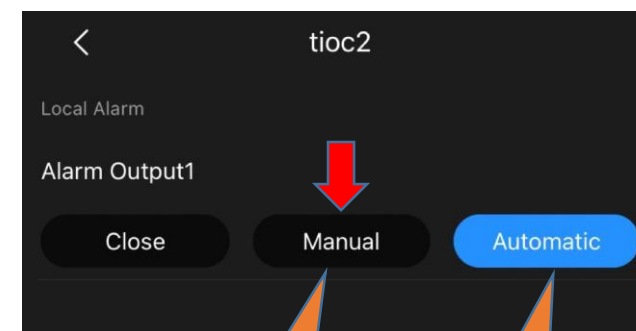 tioc2
Local Alarm
Alarm Output1
Close Manual Automatic